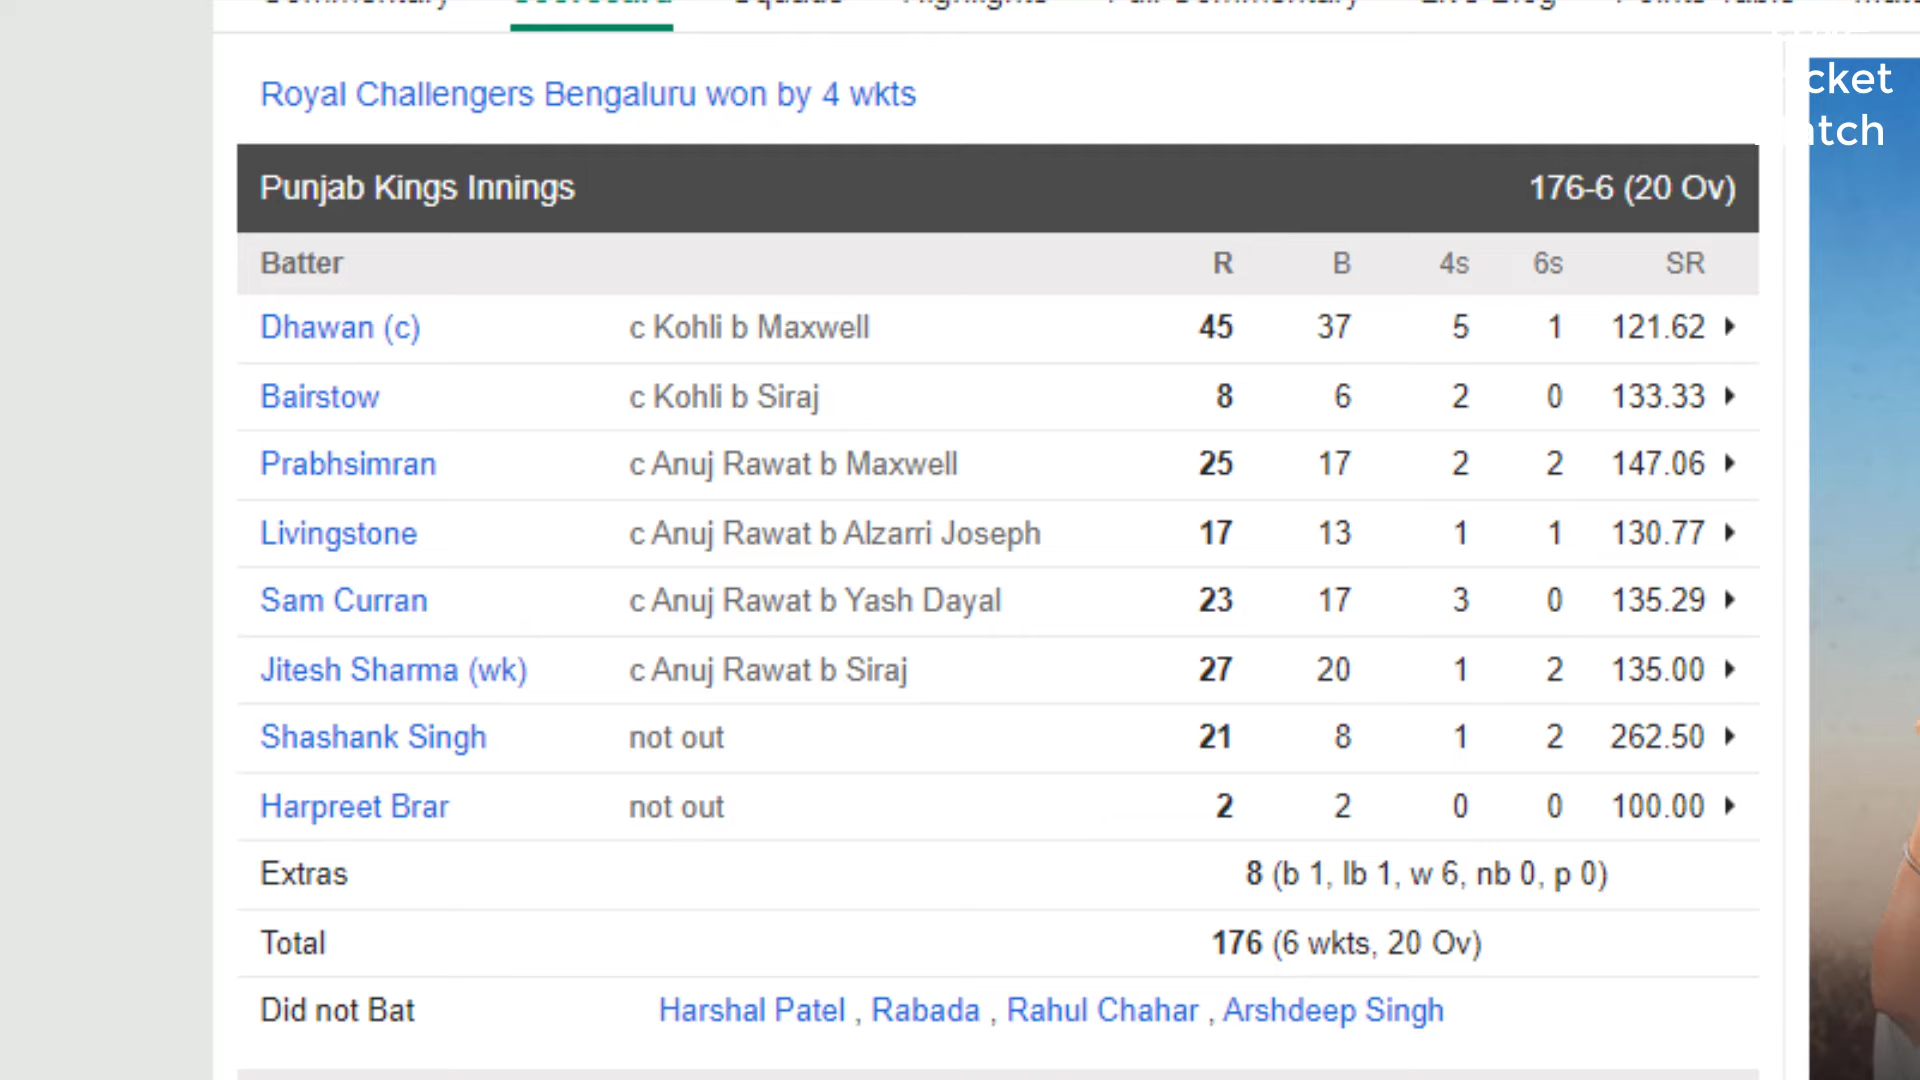 Royal Challengers Bengaluru won by 4 wkts
Punjab Kings Innings 176-6 (20 Ov)
Batter R B 4s 6s SR
Dhawan (c) c Kohli b Maxwell 45 37 5 1 121.62
Bairstow c Kohli b Siraj 8 6 2 0 133.33
Prabhsimran c Anuj Rawat b Maxwell 25 17 2 2 147.06
Livingstone c Anuj Rawat b Alzarri Joseph 17 13 1 1 130.77
Sam Curran c Anuj Rawat b Yash Dayal 23 17 3 0 135.29
Jitesh Sharma (wk) c Anuj Rawat b Siraj 27 20 1 2 135.00
Shashank Singh not out 21 8 1 2 262.50
Harpreet Brar not out 2 2 0 0 100.00
Extras 8 (b 1, lb 1, w 6, nb 0, p 0)
Total 176 (6 wkts, 20 Ov)
Did not Bat Harshal Patel , Rabada , Rahul Chahar , Arshdeep Singh